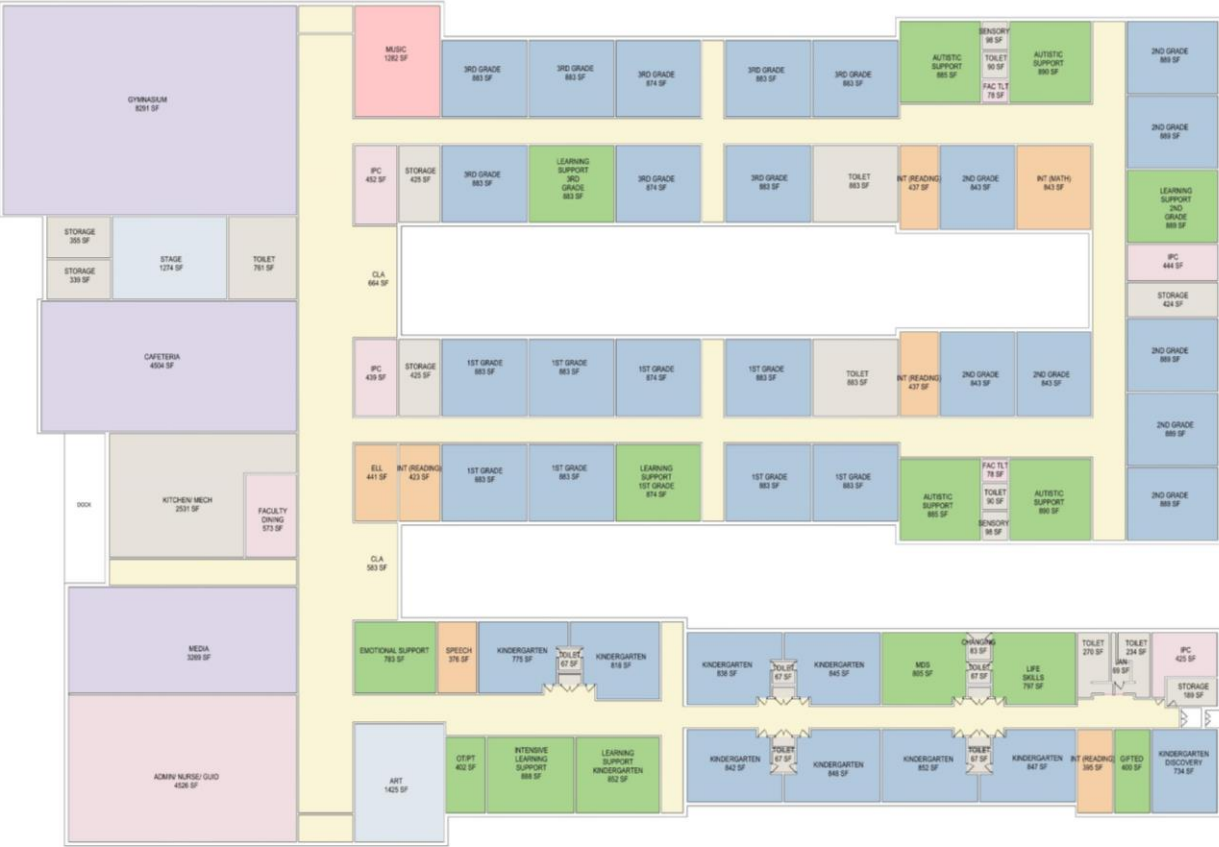 GYMNASIUM
8291 SF
MUSIC
1282 SF
3RD GRADE
883 SF
3RD GRADE
883 SF
3RD GRADE
874 SF
3RD GRADE
883 SF
3RD GRADE
883 SF
AUTISTIC
SUPPORT
885 SF
SENSORY
98 SF
TOILET
90 SF
FAC TLT
78 SF
AUTISTIC
SUPPORT
890 SF
2ND GRADE
889 SF
2ND GRADE
889 SF
IPC
452 SF
STORAGE
425 SF
3RD GRADE
883 SF
LEARNING
SUPPORT
3RD
GRADE
883 SF
3RD GRADE
874 SF
3RD GRADE
883 SF
TOILET
883 SF
INT (READING)
437 SF
2ND GRADE
843 SF
INT (MATH)
843 SF
LEARNING
SUPPORT
2ND
GRADE
889 SF
STORAGE
355 SF
STORAGE
339 SF
STAGE
1274 SF
TOILET
761 SF
CLA
664 SF
IPC
444 SF
STORAGE
424 SF
CAFETERIA
4504 SF
IPC
439 SF
STORAGE
425 SF
1ST GRADE
883 SF
1ST GRADE
883 SF
1ST GRADE
874 SF
1ST GRADE
883 SF
TOILET
883 SF
INT (READING)
437 SF
2ND GRADE
843 SF
2ND GRADE
843 SF
2ND GRADE
889 SF
2ND GRADE
889 SF
2ND GRADE
888 SF
DOCK
KITCHEN/ MECH
2531 SF
FACULTY
DINING
573 SF
ELL
441 SF
INT (READING)
423 SF
1ST GRADE
883 SF
1ST GRADE
883 SF
LEARNING
SUPPORT
1ST GRADE
874 SF
1ST GRADE
883 SF
1ST GRADE
883 SF
AUTISTIC
SUPPORT
885 SF
FAC TLT
78 SF
TOILET
90 SF
SENSORY
98 SF
AUTISTIC
SUPPORT
890 SF
CLA
583 SF
MEDIA
3289 SF
EMOTIONAL SUPPORT
783 SF
SPEECH
376 SF
KINDERGARTEN
775 SF
TOILET
67 SF
KINDERGARTEN
818 SF
KINDERGARTEN
838 SF
TOILET
67 SF
KINDERGARTEN
845 SF
MDS
805 SF
CHANGING
83 SF
TOILET
67 SF
LIFE
SKILLS
797 SF
TOILET
270 SF
JAN
69 SF
TOILET
234 SF
IPC
425 SF
STORAGE
189 SF
ADMIN/ NURSE/ GUID
4526 SF
ART
1425 SF
OT/PT
402 SF
INTENSIVE
LEARNING
SUPPORT
888 SF
LEARNING
SUPPORT
KINDERGARTEN
852 SF
KINDERGARTEN
842 SF
TOILET
67 SF
KINDERGARTEN
848 SF
KINDERGARTEN
852 SF
TOILET
67 SF
KINDERGARTEN
847 SF
INT (READING)
395 SF
GIFTED
400 SF
KINDERGARTEN
DISCOVERY
734 SF